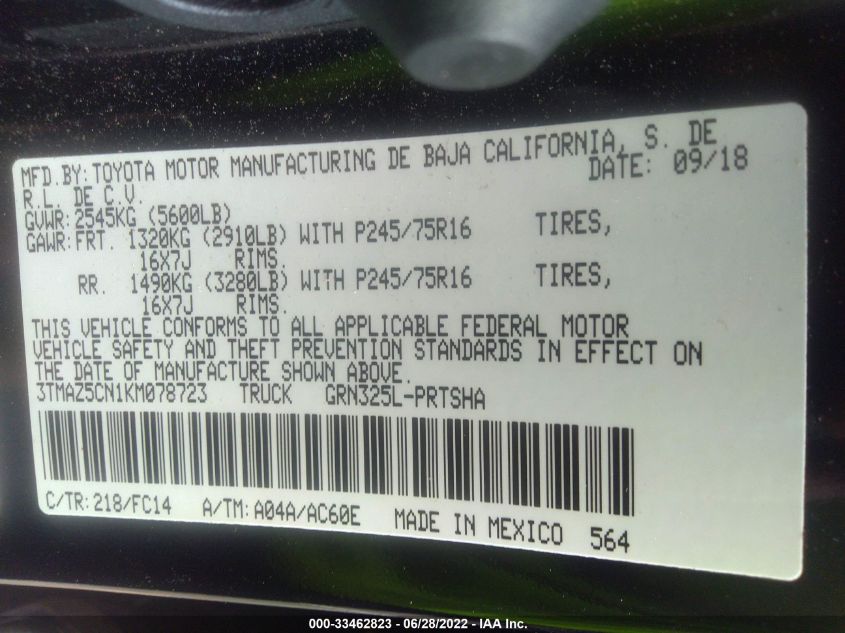 MFD.BY: TOYOTA MOTOR MANUFACTURING DE BAJA CALIFORNIA, S. DE
R.L. DE C.V. DATE: 09/18
GVWR: 2545KG (5600LB)
GAWR: FRT. 1320KG (2910LB) WITH P245/75R16 TIRES,
16X7J RIMS.
RR. 1490KG (3280LB) WITH P245/75R16 TIRES,
16X7J RIMS.
THIS VEHICLE CONFORMS TO ALL APPLICABLE FEDERAL MOTOR
VEHICLE SAFETY AND THEFT PREVENTION STANDARDS IN EFFECT ON
THE DATE OF MANUFACTURE SHOWN ABOVE.
3TMAZ5CN1KM078723 TRUCK GRN325L-PRTSHA
C/TR: 218/FC14 A/TM: A04A/AC60E MADE IN MEXICO 564
000-33462823 - 06/28/2022 - IAA Inc.